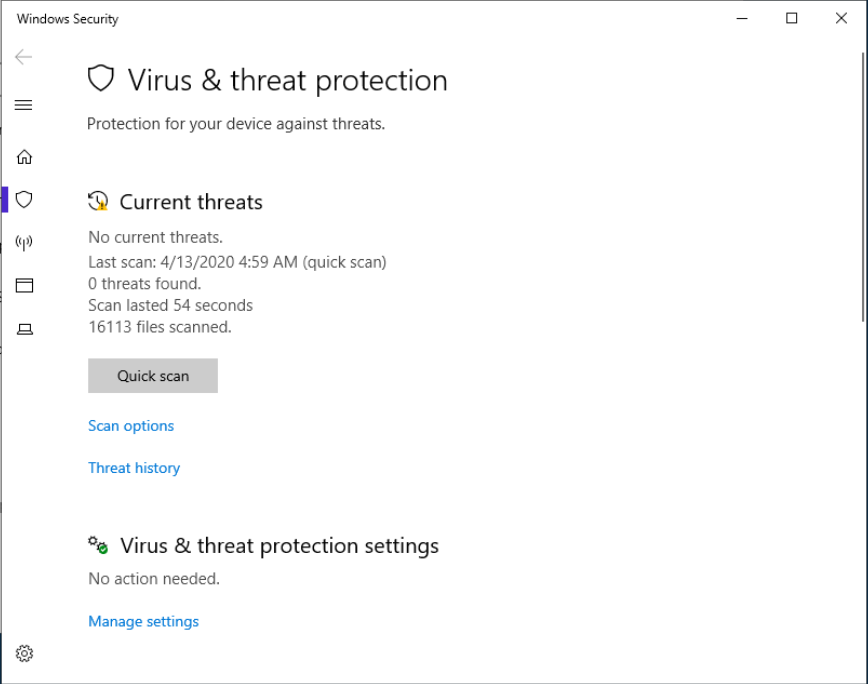 Windows Security
Virus & threat protection
Protection for your device against threats.
Current threats
No current threats.
Last scan: 4/13/2020 4:59 AM (quick scan)
0 threats found.
Scan lasted 54 seconds
16113 files scanned.
Quick scan
Scan options
Threat history
Virus & threat protection settings
No action needed.
Manage settings